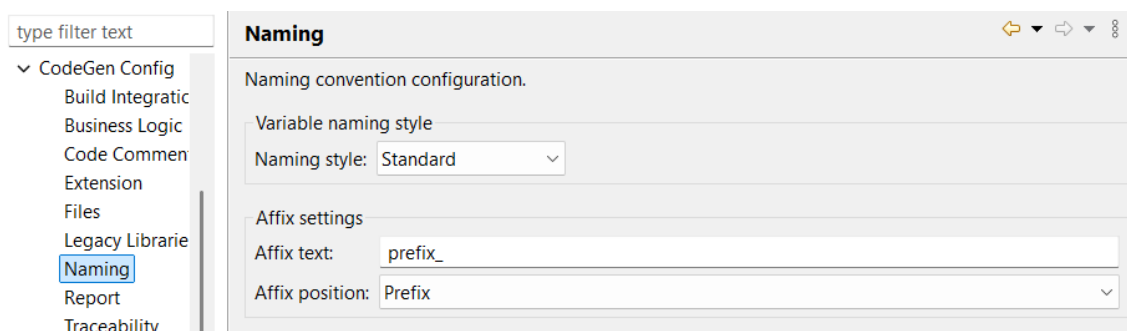 type filter text
CodeGen Config
Build Integratic
Business Logic
Code Commen
Extension
Files
Legacy Librarie
Naming
Report
Traceability
Naming
Naming convention configuration.
Variable naming style
Naming style: Standard
Affix settings
Affix text: prefix_
Affix position: Prefix